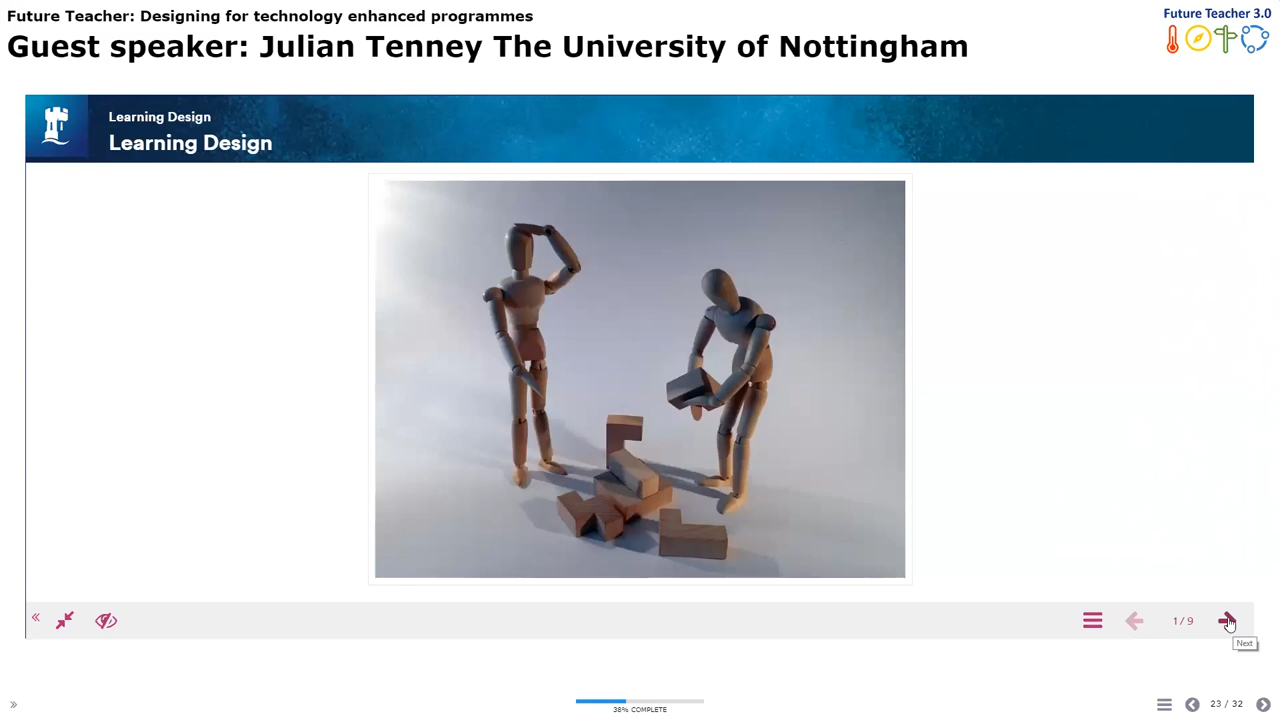 Future Teacher: Designing for technology enhanced programmes
Future Teacher 3.0
Guest speaker: Julian Tenney The University of Nottingham
Learning Design
Learning Design
1 / 9
Next
38% COMPLETE
23 / 32